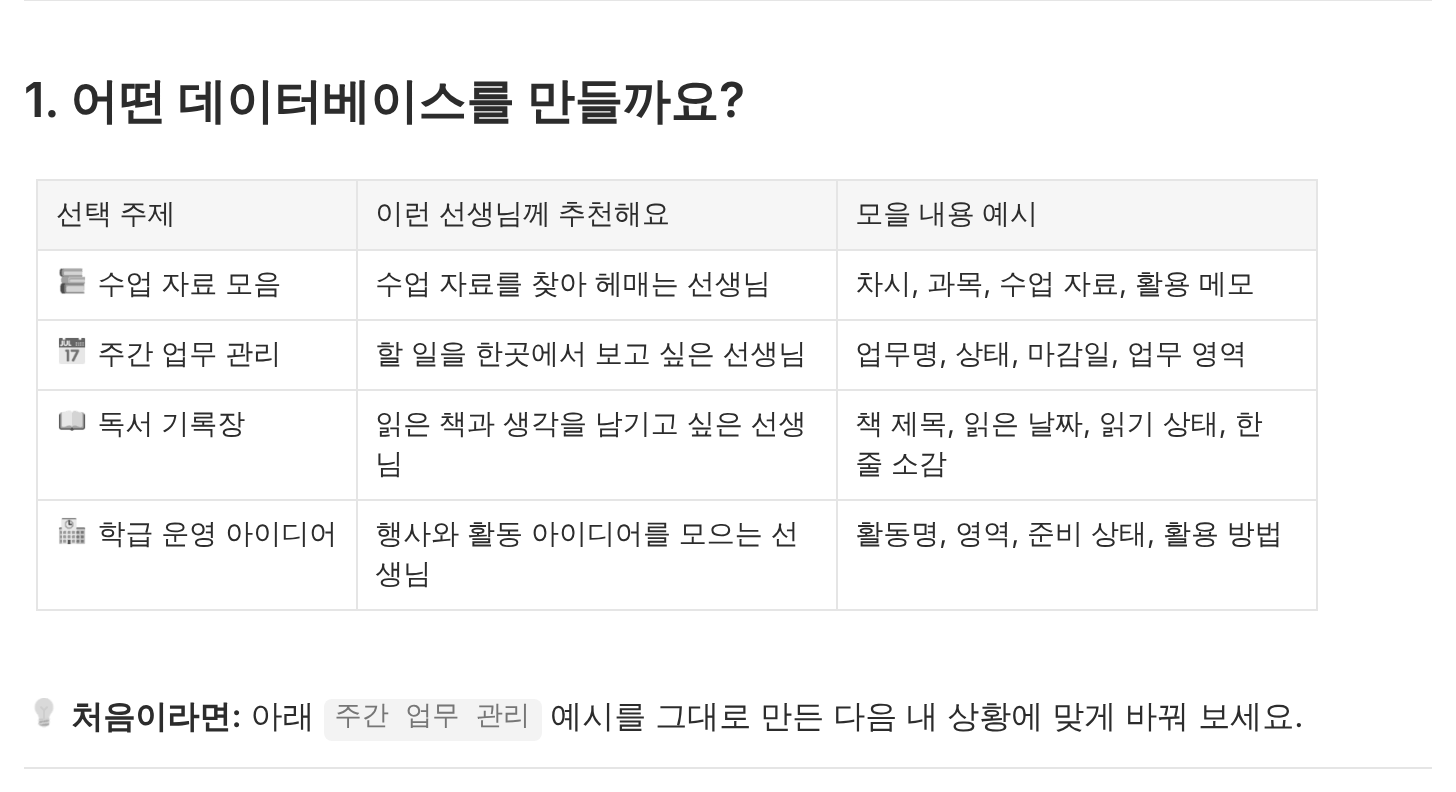 1. 어떤 데이터베이스를 만들까요?
선택 주제 이런 선생님께 추천해요 모을 내용 예시
📚 수업 자료 모음 수업 자료를 찾아 헤매는 선생님 차시, 과목, 수업 자료, 활용 메모
📅 주간 업무 관리 할 일을 한곳에서 보고 싶은 선생님 업무명, 상태, 마감일, 업무 영역
📖 독서 기록장 읽은 책과 생각을 남기고 싶은 선생 책 제목, 읽은 날짜, 읽기 상태, 한
님 줄 소감
🏫 학급 운영 아이디어 행사와 활동 아이디어를 모으는 선 활동명, 영역, 준비 상태, 활용 방법
생님
💡 처음이라면: 아래 주간 업무 관리 예시를 그대로 만든 다음 내 상황에 맞게 바꿔 보세요.